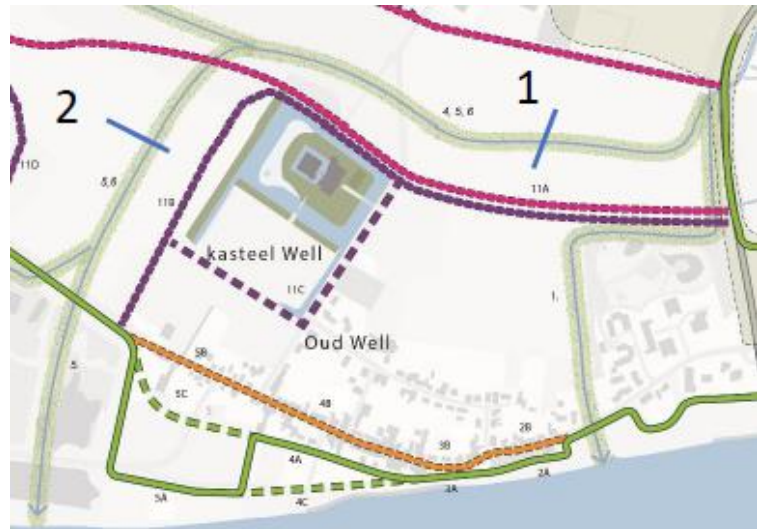 1
4, 5, 6
2
11D
5,6
11A
11B
kasteel Well
11C
1,
Oud Well
5B
5
5C
4B
3B
2B
4A
2A
3A
5A
4C